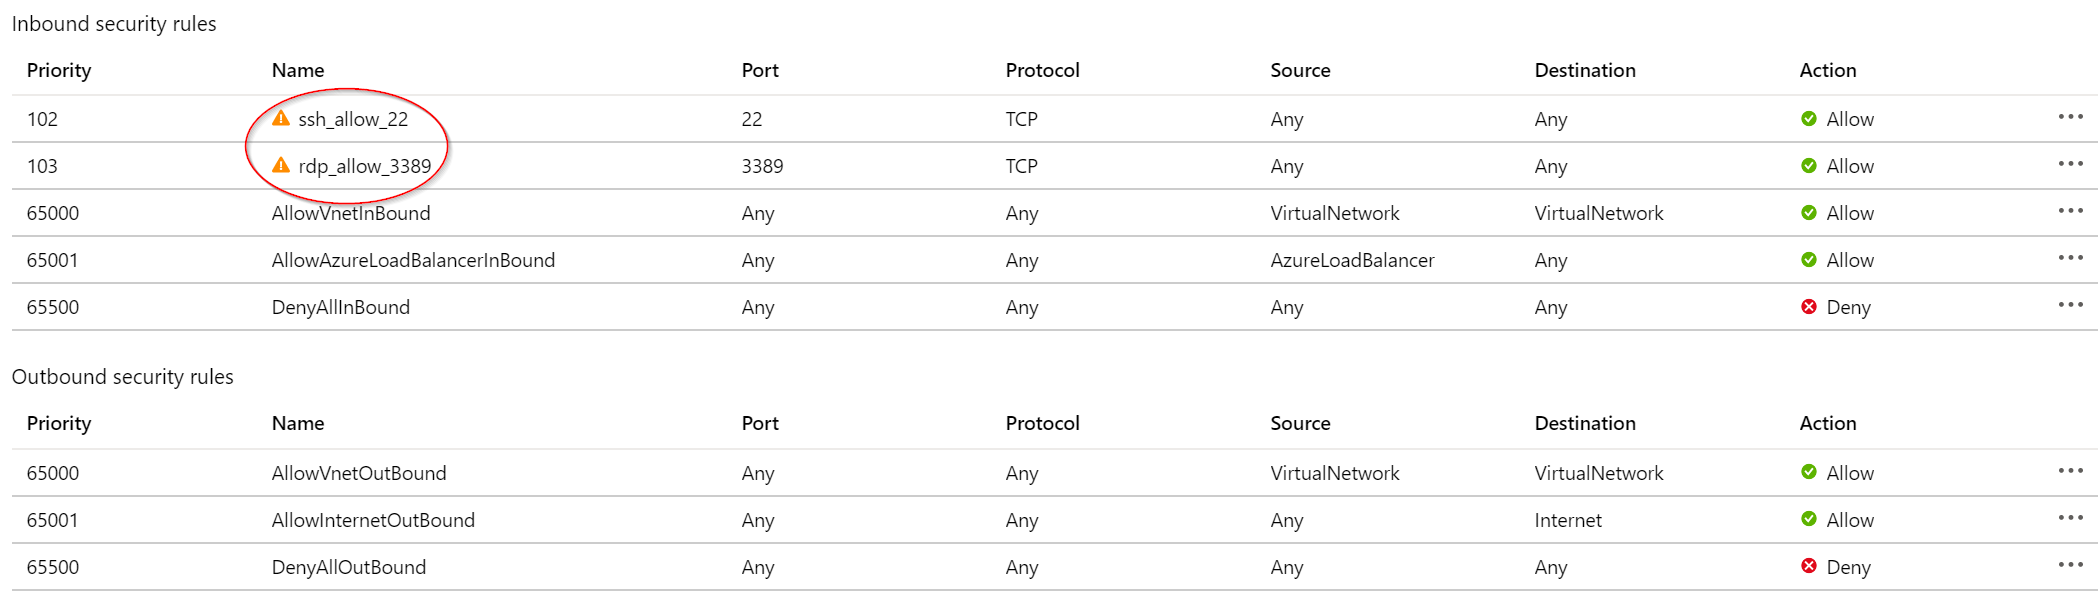 Inbound security rules
Priority Name Port Protocol Source Destination Action
102 ssh_allow_22 22 TCP Any Any Allow
103 rdp_allow_3389 3389 TCP Any Any Allow
65000 AllowVnetInBound Any Any VirtualNetwork VirtualNetwork Allow
65001 AllowAzureLoadBalancerInBound Any Any AzureLoadBalancer Any Allow
65500 DenyAllInBound Any Any Any Any Deny
Outbound security rules
Priority Name Port Protocol Source Destination Action
65000 AllowVnetOutBound Any Any VirtualNetwork VirtualNetwork Allow
65001 AllowInternetOutBound Any Any Any Internet Allow
65500 DenyAllOutBound Any Any Any Any Deny